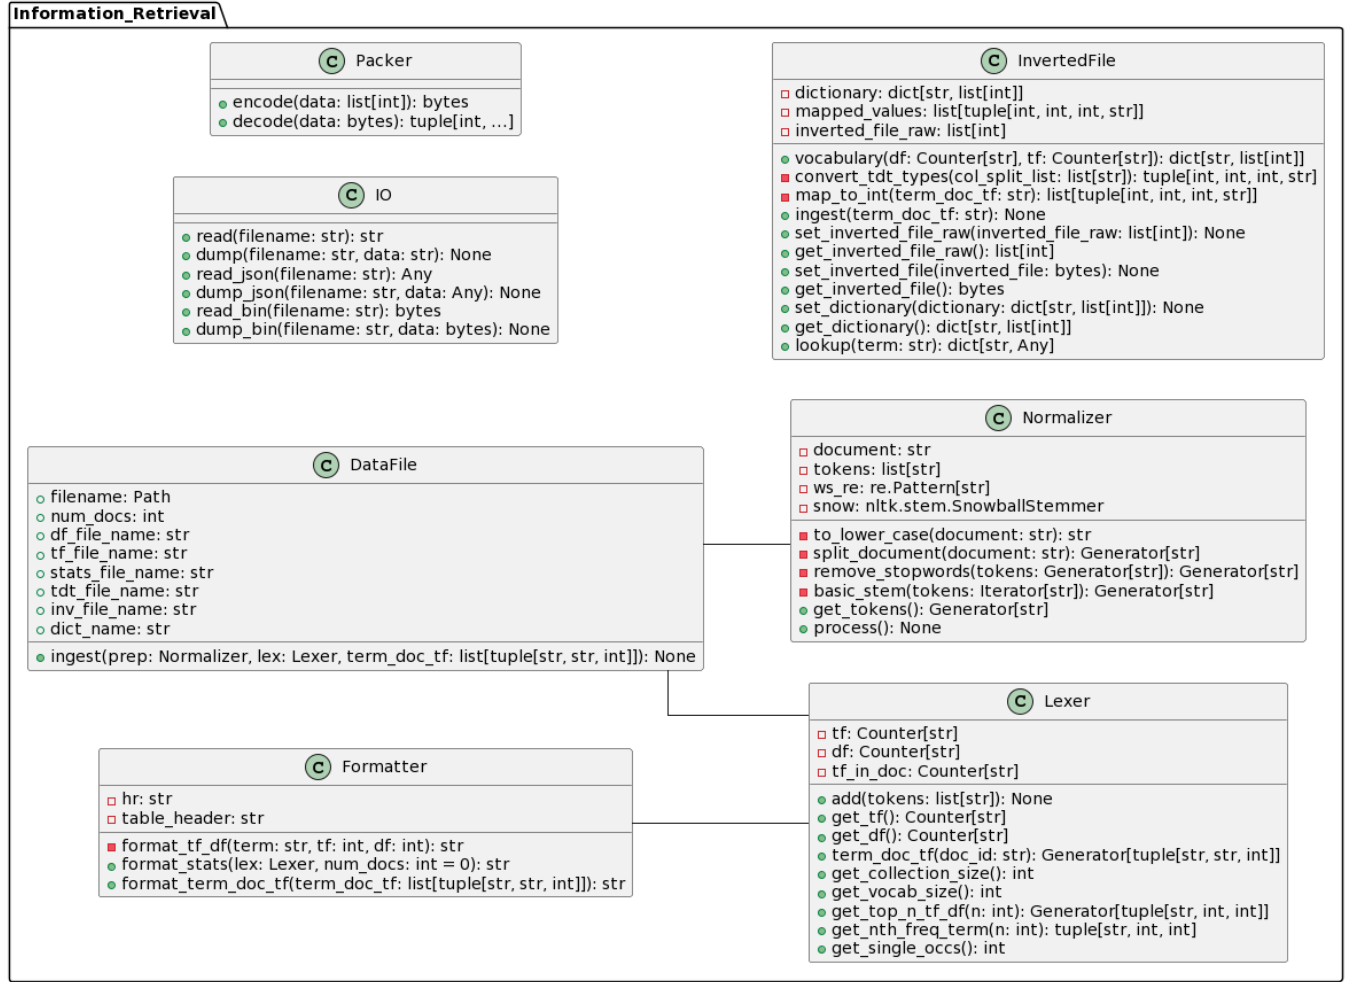 Information_Retrieval
C Packer
encode(data: list[int]): bytes
decode(data: bytes): tuple[int, ...]
C InvertedFile
dictionary: dict[str, list[int]]
mapped_values: list[tuple[int, int, int, str]]
inverted_file_raw: list[int]
vocabulary(df: Counter[str], tf: Counter[str]): dict[str, list[int]]
convert_tdt_types(col_split_list: list[str]): tuple[int, int, int, str]
map_to_int(term_doc_tf: str): list[tuple[int, int, int, str]]
ingest(term_doc_tf: str): None
set_inverted_file_raw(inverted_file_raw: list[int]): None
get_inverted_file_raw(): list[int]
set_inverted_file(inverted_file: bytes): None
get_inverted_file(): bytes
set_dictionary(dictionary: dict[str, list[int]]): None
get_dictionary(): dict[str, list[int]]
lookup(term: str): dict[str, Any]
C IO
read(filename: str): str
dump(filename: str, data: str): None
read_json(filename: str): Any
dump_json(filename: str, data: Any): None
read_bin(filename: str): bytes
dump_bin(filename: str, data: bytes): None
C DataFile
filename: Path
num_docs: int
df_file_name: str
tf_file_name: str
stats_file_name: str
tdt_file_name: str
inv_file_name: str
dict_name: str
ingest(prep: Normalizer, lex: Lexer, term_doc_tf: list[tuple[str, str, int]]): None
C Normalizer
document: str
tokens: list[str]
ws_re: re.Pattern[str]
snow: nltk.stem.SnowballStemmer
to_lower_case(document: str): str
split_document(document: str): Generator[str]
remove_stopwords(tokens: Generator[str]): Generator[str]
basic_stem(tokens: Iterator[str]): Generator[str]
get_tokens(): Generator[str]
process(): None
C Formatter
hr: str
table_header: str
format_tf_df(term: str, tf: int, df: int): str
format_stats(lex: Lexer, num_docs: int = 0): str
format_term_doc_tf(term_doc_tf: list[tuple[str, str, int]]): str
C Lexer
tf: Counter[str]
df: Counter[str]
tf_in_doc: Counter[str]
add(tokens: list[str]): None
get_tf(): Counter[str]
get_df(): Counter[str]
term_doc_tf(doc_id: str): Generator[tuple[str, str, int]]
get_collection_size(): int
get_vocab_size(): int
get_top_n_tf_df(n: int): Generator[tuple[str, int, int]]
get_nth_freq_term(n: int): tuple[str, int, int]
get_single_occs(): int